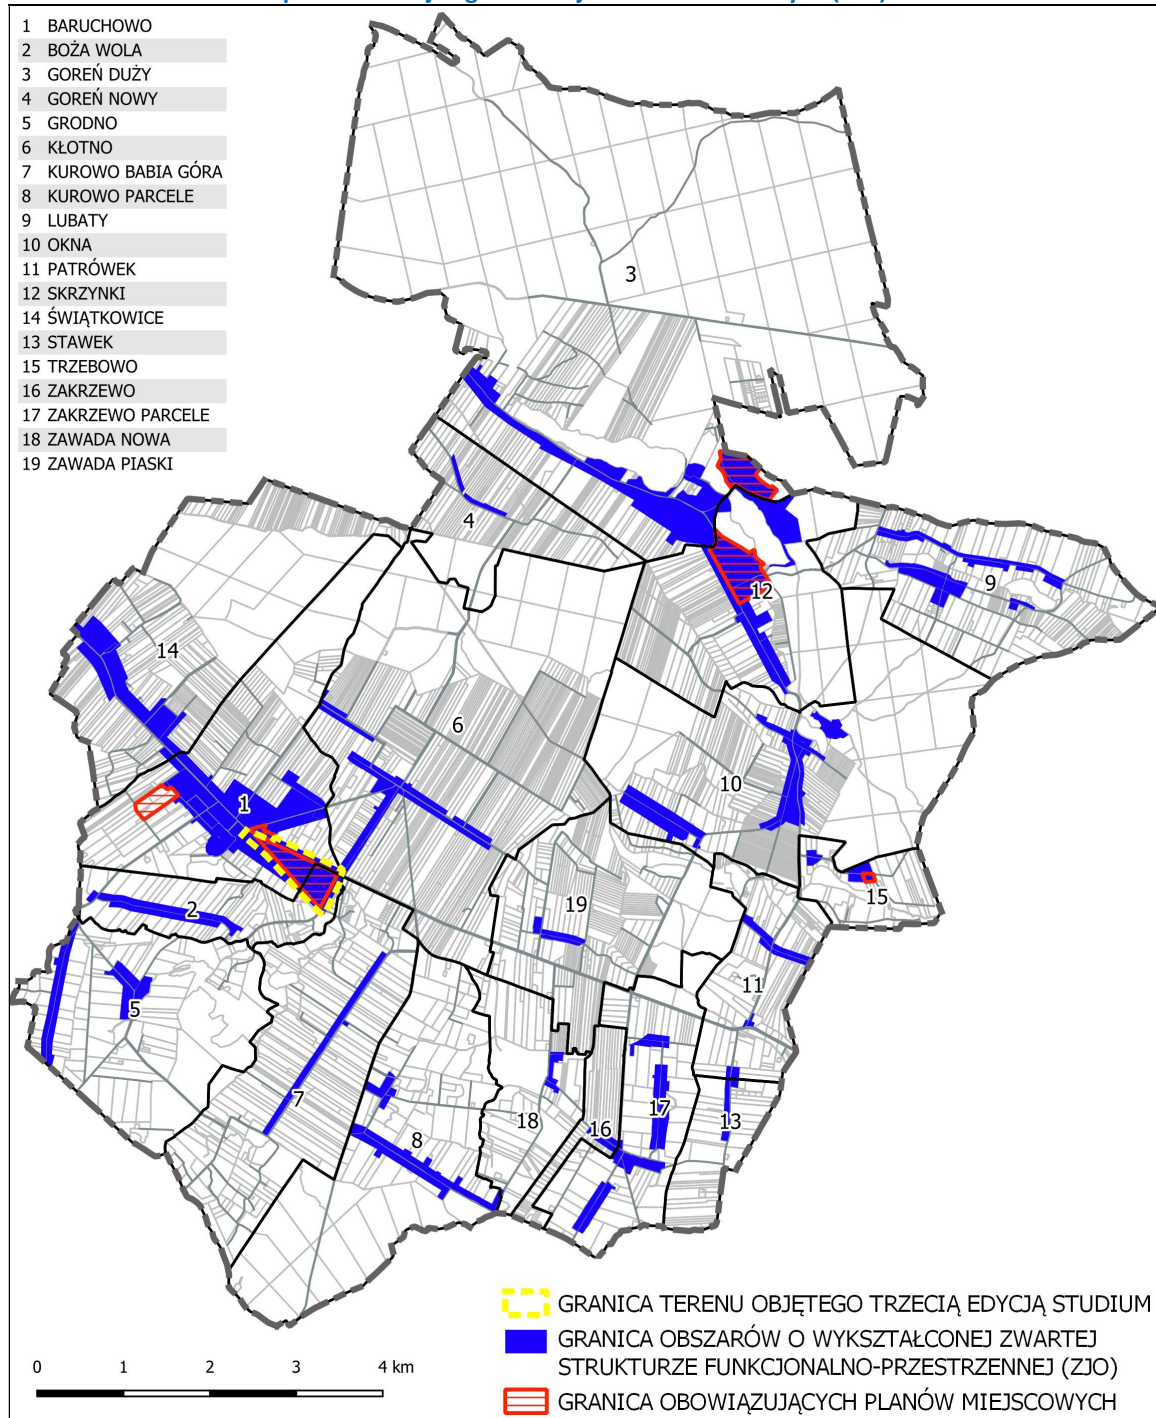 1 BARUCHOWO
2 BOŻA WOLA
3 GOREŃ DUŻY
4 GOREŃ NOWY
5 GRODNO
6 KŁOTNO
7 KUROWO BABIA GÓRA
8 KUROWO PARCELE
9 LUBATY
10 OKNA
11 PATRÓWEK
12 SKRZYNKI
14 ŚWIĄTKOWICE
13 STAWEK
15 TRZEBOWO
16 ZAKRZEWO
17 ZAKRZEWO PARCELE
18 ZAWADA NOWA
19 ZAWADA PIASKI
3
4
9
12
14
6
10
1
15
19
2
11
5
7
17
13
18
16
8
GRANICA TERENU OBJĘTEGO TRZECIĄ EDYCJĄ STUDIUM
GRANICA OBSZARÓW O WYKSZTAŁCONEJ ZWARTEJ
STRUKTURZE FUNKCJONALNO-PRZESTRZENNEJ (ZJO)
GRANICA OBOWIĄZUJĄCYCH PLANÓW MIEJSCOWYCH
0 1 2 3 4 km